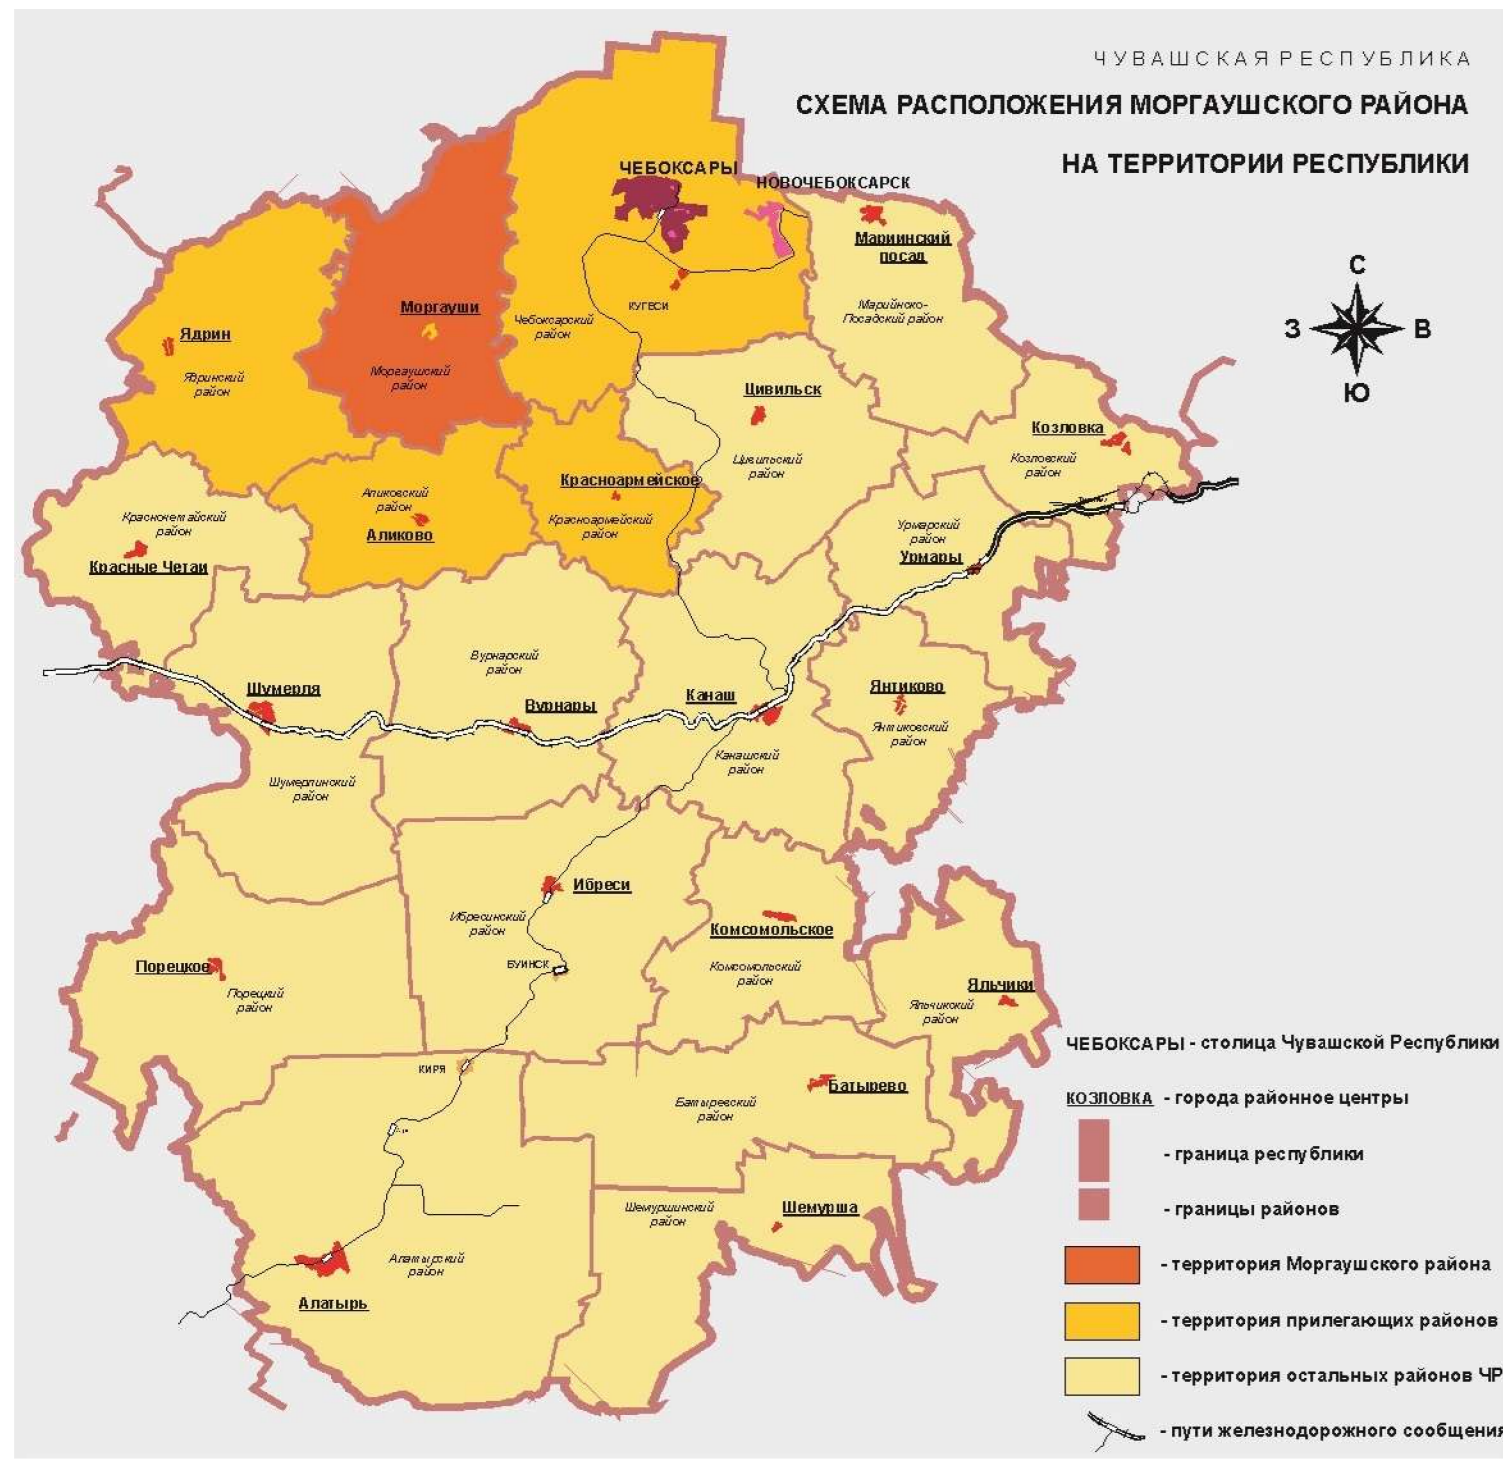 ЧУВАШСКАЯ РЕСПУБЛИКА
СХЕМА РАСПОЛОЖЕНИЯ МОРГАУШСКОГО РАЙОНА
НА ТЕРРИТОРИИ РЕСПУБЛИКИ
ЧЕБОКСАРЫ
НОВОЧЕБОКСАРСК
Мариинский
посад
Марийнско-
Посадский район
С
З
В
Ю
КУГЕСИ
Чебоксарский
район
Моргауши
Моргаушский
район
Ядрин
Ядринский
район
Цивильск
Цивильский
район
Козловка
Козловский
район
Красноармейское
Красноармейский
район
Аликовский
район
Аликово
Красночетайский
район
Красные Четаи
Урмарский
район
Урмары
Вурнарский
район
Вурнары
Шумерля
Шумерлинский
район
Канаш
Канашский
район
Янтиково
Янтиковский
район
Ибреси
Ибресинский
район
БУИНСК
Комсомольское
Комсомольский
район
Порецкое
Порецкий
район
Яльчики
Яльчикский
район
КИРЯ
Батырево
Батыревский
район
Шемуршинский
район
Шемурша
Алатырский
район
Алатырь
ЧЕБОКСАРЫ - столица Чувашской Республики
КОЗЛОВКА - города районное центры
- граница республики
- границы районов
- территория Моргаушского района
- территория прилегающих районов
- территория остальных районов ЧР
- пути железнодорожного сообщения